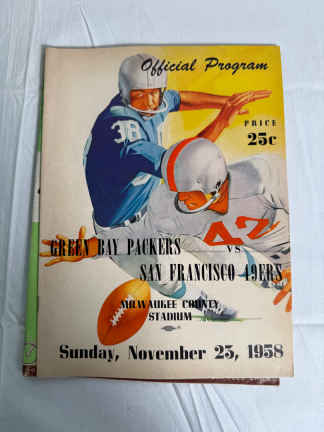 Official Program
PRICE
25c
38
42
GREEN BAY PACKERS VS
SAN FRANCISCO 49ERS
MILWAUKEE COUNTY
STADIUM
Sunday, November 23, 1958